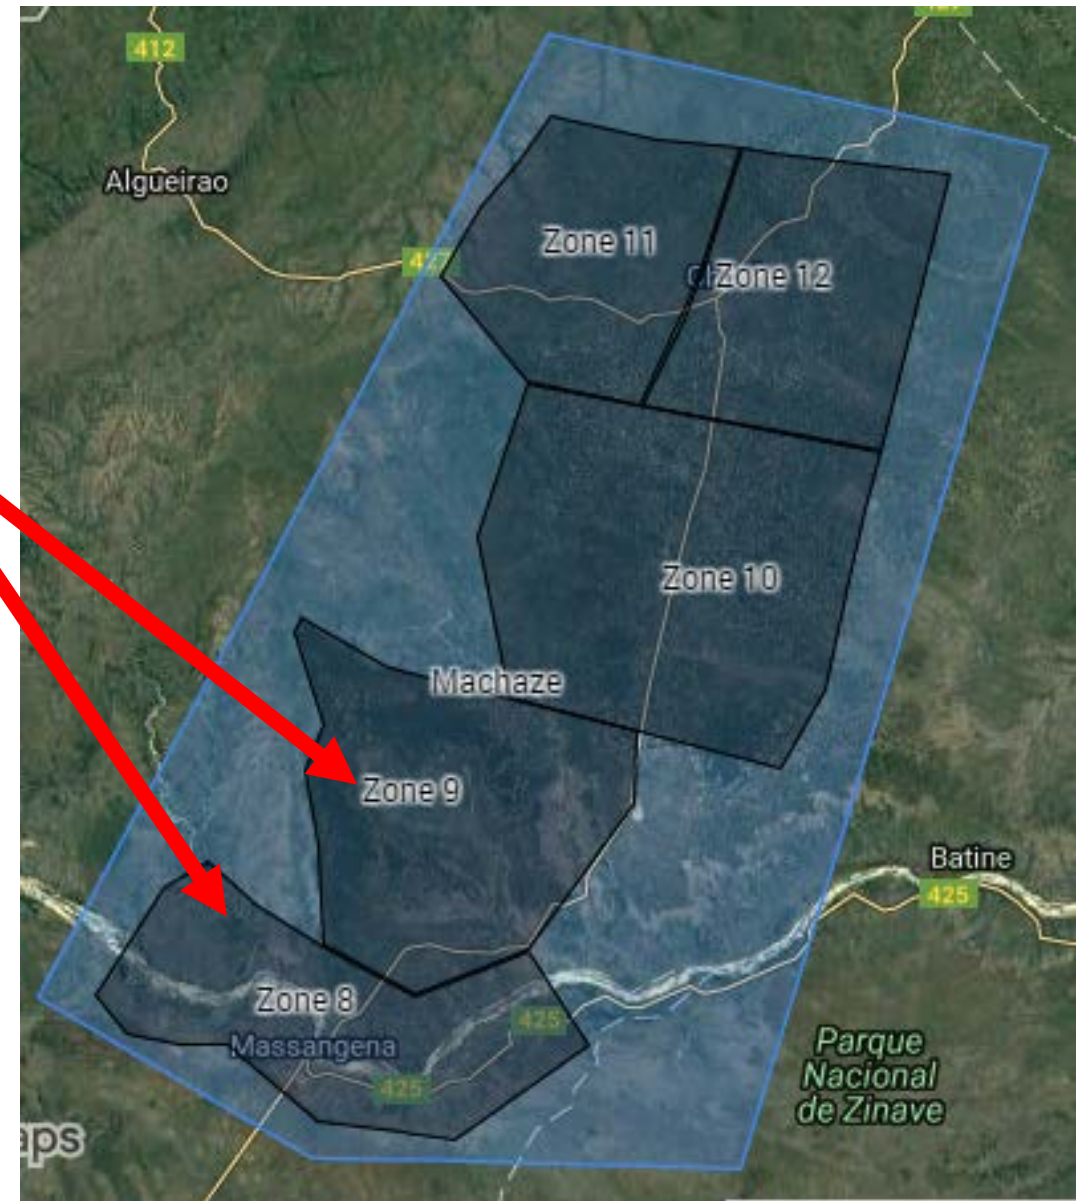 412
Algueirao
Zone 11
Zone 12
Zone 10
Machaze
Zone 9
Batine
425
Zone 8
425
Massangena
425
Parque
Nacional
de Zinave
aps